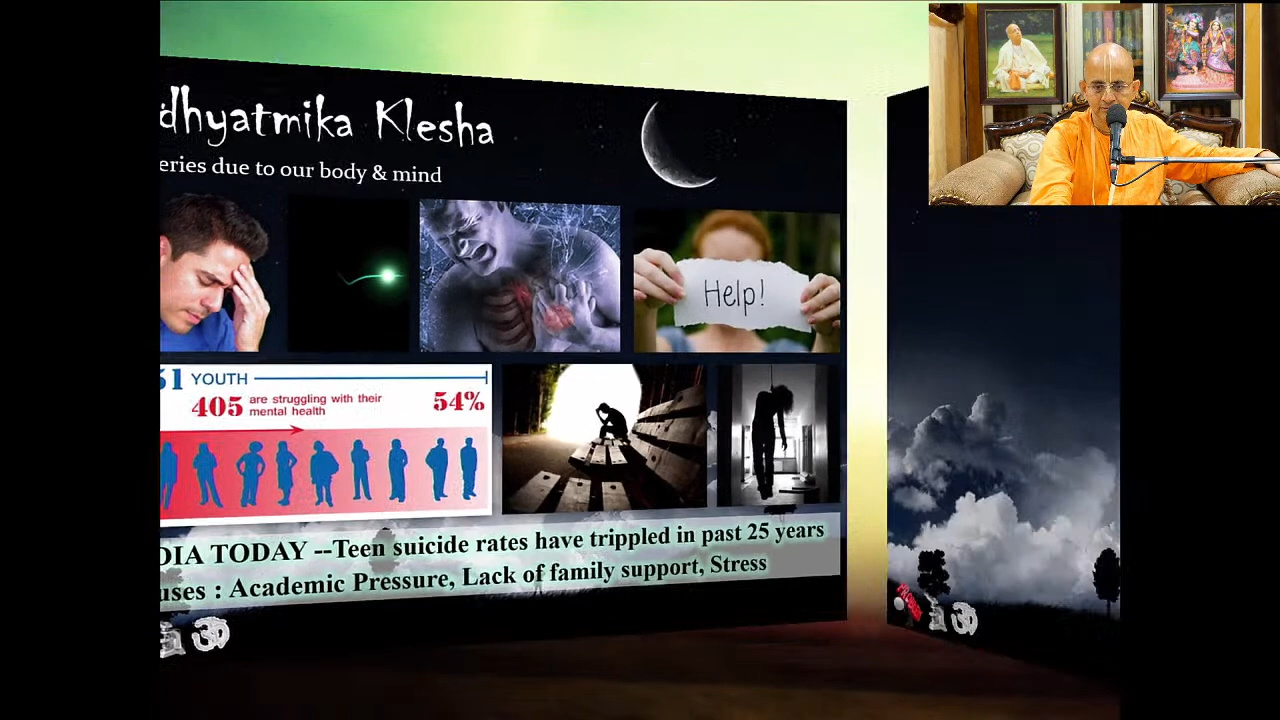 dhyatmika Klesha
eries due to our body & mind
Help!
51 YOUTH
405 are struggling with their
mental health
54%
DIA TODAY --Teen suicide rates have trippled in past 25 years
uses : Academic Pressure, Lack of family support, Stress